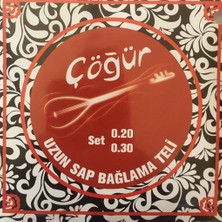 Çöğür
Set 0.20
0.30
UZUN SAP BAĞLAMA TELİ